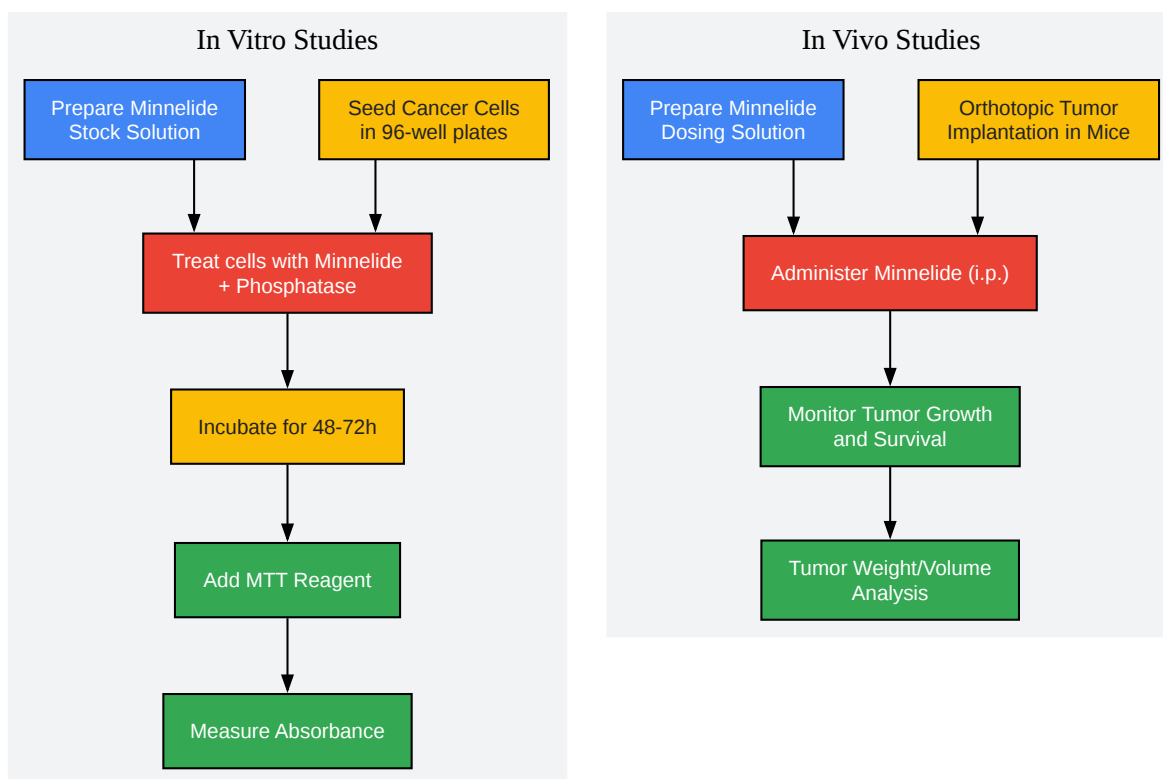 In Vitro Studies
Prepare Minnelide
Stock Solution
Seed Cancer Cells
in 96-well plates
Treat cells with Minnelide
+ Phosphatase
Incubate for 48-72h
Add MTT Reagent
Measure Absorbance
In Vivo Studies
Prepare Minnelide
Dosing Solution
Orthotopic Tumor
Implantation in Mice
Administer Minnelide (i.p.)
Monitor Tumor Growth
and Survival
Tumor Weight/Volume
Analysis